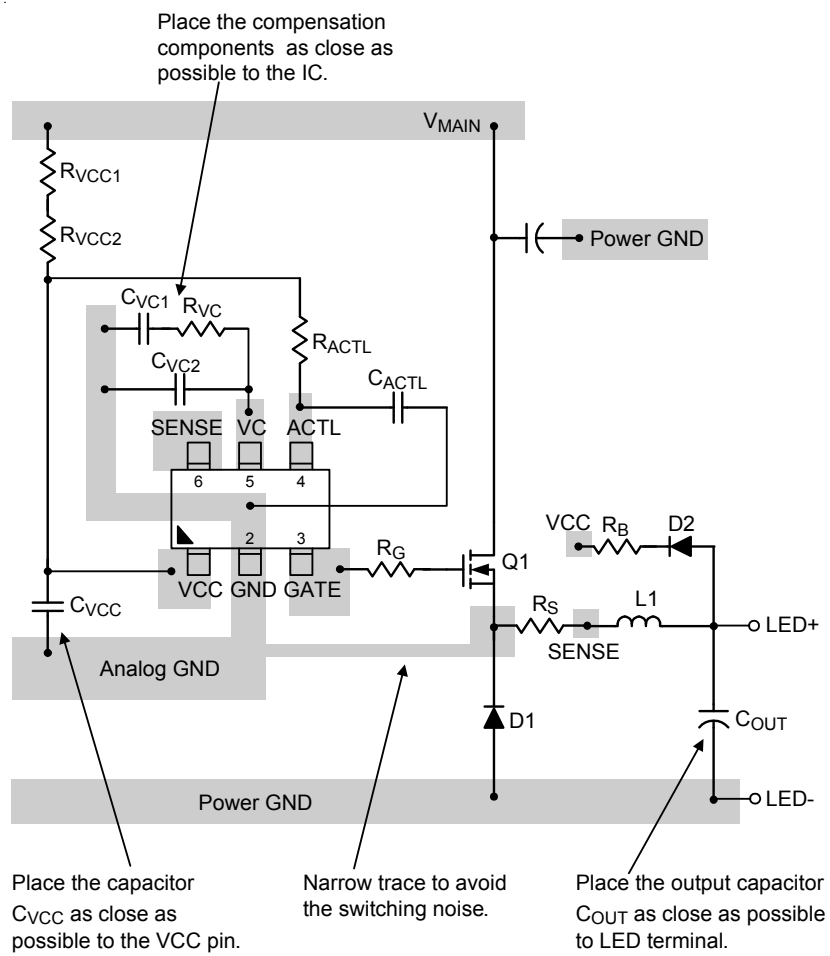 Place the compensation
components as close as
possible to the IC.
VMAIN
RVCC1
RVCC2
Power GND
CVC1
RVC
RACTL
CVC2
CACTL
SENSE VC ACTL
6 5 4
2 3
VCC GND GATE
RG
Q1
VCC
RB
D2
CVCC
RS
L1
LED+
SENSE
Analog GND
D1
COUT
Power GND
LED-
Place the capacitor
CVCC as close as
possible to the VCC pin.
Narrow trace to avoid
the switching noise.
Place the output capacitor
COUT as close as possible
to LED terminal.